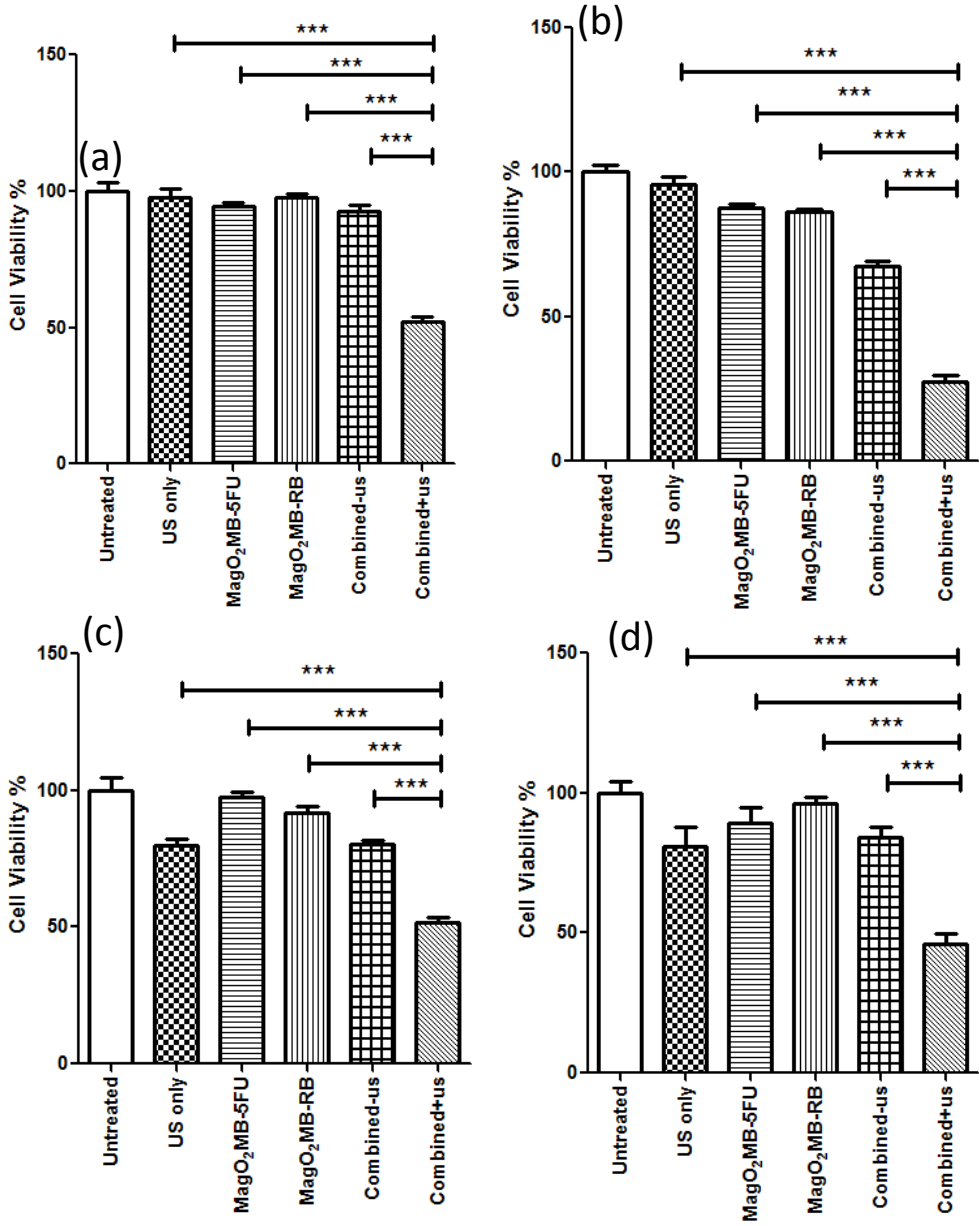 (a)
***
***
***
***
150
100
50
0
Cell Viability %
Untreated
US only
MagO₂MB-5FU
MagO₂MB-RB
Combined-us
Combined+us
(b)
***
***
***
***
150
100
50
0
Cell Viability %
Untreated
US only
MagO₂MB-5FU
MagO₂MB-RB
Combined-us
Combined+us
(c)
***
***
***
***
150
100
50
0
Cell Viability %
Untreated
US only
MagO₂MB-5FU
MagO₂MB-RB
Combined-us
Combined+us
(d)
***
***
***
***
150
100
50
0
Cell Viability %
Untreated
US only
MagO₂MB-5FU
MagO₂MB-RB
Combined-us
Combined+us